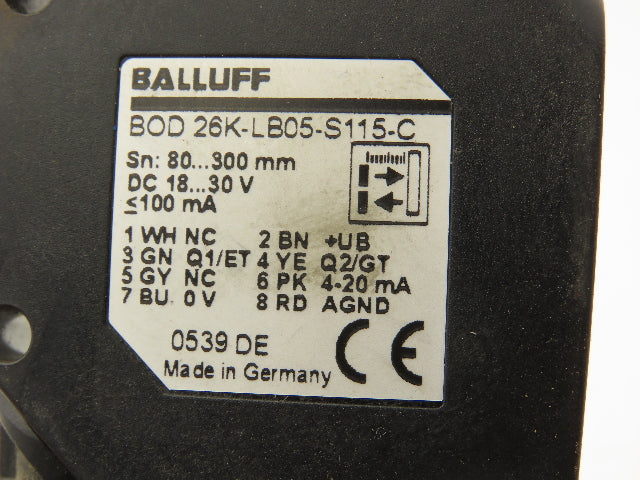 BALLUFF
BOD 26K-LB05-S115-C
Sn: 80...300 mm
DC 18...30 V
≤100 mA
1 WH NC 2 BN +UB
3 GN Q1/ET 4 YE Q2/GT
5 GY NC 6 PK 4-20 mA
7 BU 0 V 8 RD AGND
0539 DE
CE
Made in Germany